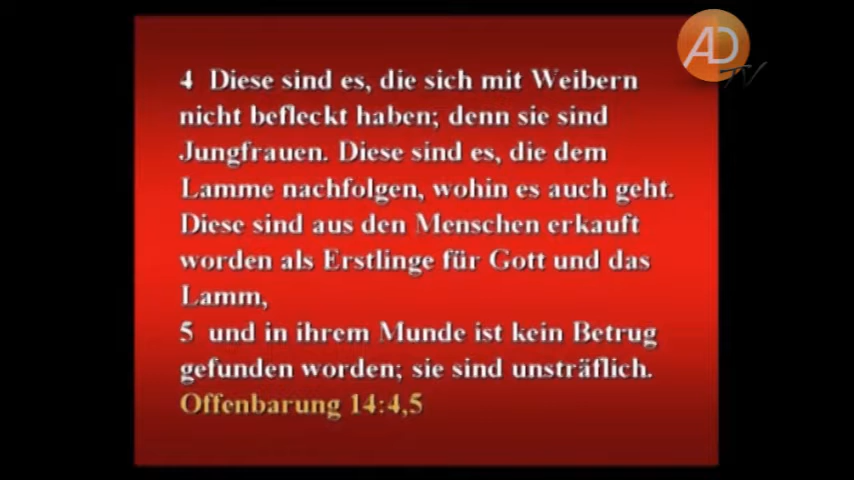 AD
TV
4 Diese sind es, die sich mit Weibern
nicht befleckt haben; denn sie sind
Jungfrauen. Diese sind es, die dem
Lamme nachfolgen, wohin es auch geht.
Diese sind aus den Menschen erkauft
worden als Erstlinge für Gott und das
Lamm,
5 und in ihrem Munde ist kein Betrug
gefunden worden; sie sind unsträflich.
Offenbarung 14:4,5